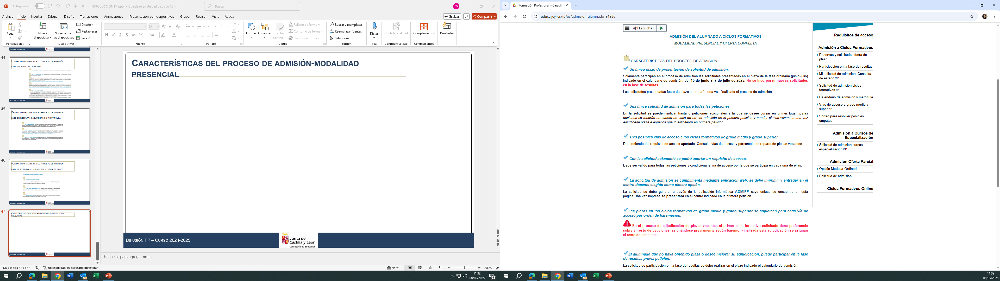 Autoguardado
INTRODUCCIÓN FP.pptx • Guardado en Unidad de disco N:
Buscar
EG
Archivo Inicio Insertar Dibujar Diseño Transiciones Animaciones Presentación con diapositivas Grabar Revisar Vista Ayuda
Grabar
Compartir
Pegar
Nueva diapositiva
Volver a usar las diapositivas
Diseño
Restablecer
Sección
25
Formas
Organizar
Estilos rápidos
Relleno de forma
Contorno de forma
Efectos de forma
Buscar y reemplazar
Reemplazar fuentes
Seleccionar
Dictar
Confidencialidad
Complementos
Diseñador
Portapapeles
Diapositivas
Fuente
Párrafo
Dibujo
Edición
Voz
Confidencialidad
Complementos
44
FECHAS IMPORTANTES EN EL PROCESO DE ADMISIÓN
FASE ORDINARIA DE ADMISIÓN
45
FECHAS IMPORTANTES EN EL PROCESO DE ADMISIÓN
FASE DE RESULTAS : ADJUDICACIÓN Y MATRÍCULA
46
FECHAS IMPORTANTES EN EL PROCESO DE ADMISIÓN
FASE DE RESERVAS Y SOLICITUDES FUERA DE PLAZO
47
CARACTERÍSTICAS DEL PROCESO DE ADMISIÓN-MODALIDAD
PRESENCIAL
CARACTERÍSTICAS DEL PROCESO DE ADMISIÓN-MODALIDAD
PRESENCIAL
DIFUSIÓN FP – CURSO 2024-2025
Junta de
Castilla y León
Consejería de Educación
Haga clic para agregar notas
Diapositiva 47 de 47
Accesibilidad: es necesario investigar
Notas
106 %
11:32
08/05/2025
22
Formación Profesional - Caract
educa.jcyl.es/fp/es/admision-alumnado-91936
Escuchar
ADMISIÓN DEL ALUMNADO A CICLOS FORMATIVOS
MODALIDAD PRESENCIAL Y OFERTA COMPLETA
CARACTERÍSTICAS DEL PROCESO DE ADMISIÓN
Un único plazo de presentación de solicitud de admisión.
Solamente participan en el proceso de admisión las solicitudes presentadas en el plazo de la fase ordinaria (junio-julio)
indicado en el calendario de admisión: del 10 de junio al 7 de julio de 2025. No se incorporan nuevas solicitudes
en la fase de resultas.
Las solicitudes presentadas fuera de plazo se tratarán una vez finalizado el proceso de admisión.
Una única solicitud de admisión para todas las peticiones.
En la solicitud se pueden indicar hasta 6 peticiones adicionales a la que se desee cursar en primer lugar. Estas
opciones se tendrán en cuenta en caso de no ser admitido en la primera petición y quedar plazas vacantes una vez
adjudicada plaza a aquellos que lo solicitaron en primera petición.
Tres posibles vías de acceso a los ciclos formativos de grado medio y grado superior.
Dependiendo del requisito de acceso aportado. Consulta vías de acceso y porcentaje de reparto de plazas vacantes.
Con la solicitud solamente se podrá aportar un requisito de acceso.
Debe ser válido para todas las peticiones y condiciona la vía de acceso por la que se participa en cada una de ellas.
La solicitud de admisión se cumplimenta mediante aplicación web, se debe imprimir y entregar en el
centro docente elegido como pimera opción.
La solicitud se debe generar a través de la aplicación informática ADMIFP cuyo enlace se encuentra en esta
página.Una vez impresa se presentará en el centro indicado en la primera petición.
Las plazas en los ciclos formativos de grado medio y grado superior se adjudican para cada vía de
acceso por orden de baremación.
En el proceso de adjudicación de plazas vacantes el primer ciclo formativo solicitado tiene preferencia
sobre el resto de peticiones, asignándose previamente según baremo. Finalizada esta adjudicación se asignan
el resto de peticiones.
El alumnado que no haya obtenido plaza o desee mejorar su adjudicación, puede participar en la fase
de resultas previa petición.
La solicitud de participación en la fase de resultas se debe realizar en el plazo indicado el calendario de admisión.
Requisitos de acceso
Admisión a Ciclos Formativos
Reservas y solicitudes fuera de
plazo
Participación en la fase de resultas
Mi solicitud de admisión. Consulta
de estado
Solicitud de admisión ciclos
formativos
Calendario de admisión y matrícula
Vías de acceso a grado medio y
superior
Sorteo para resolver posibles
empates
Admisión a Cursos de
Especialización
Solicitud de admisión cursos
especialización
Admisión Oferta Parcial
Opción Modular Ordinaria
Solicitud de admisión
Ciclos Formativos Online
11:32
08/05/2025